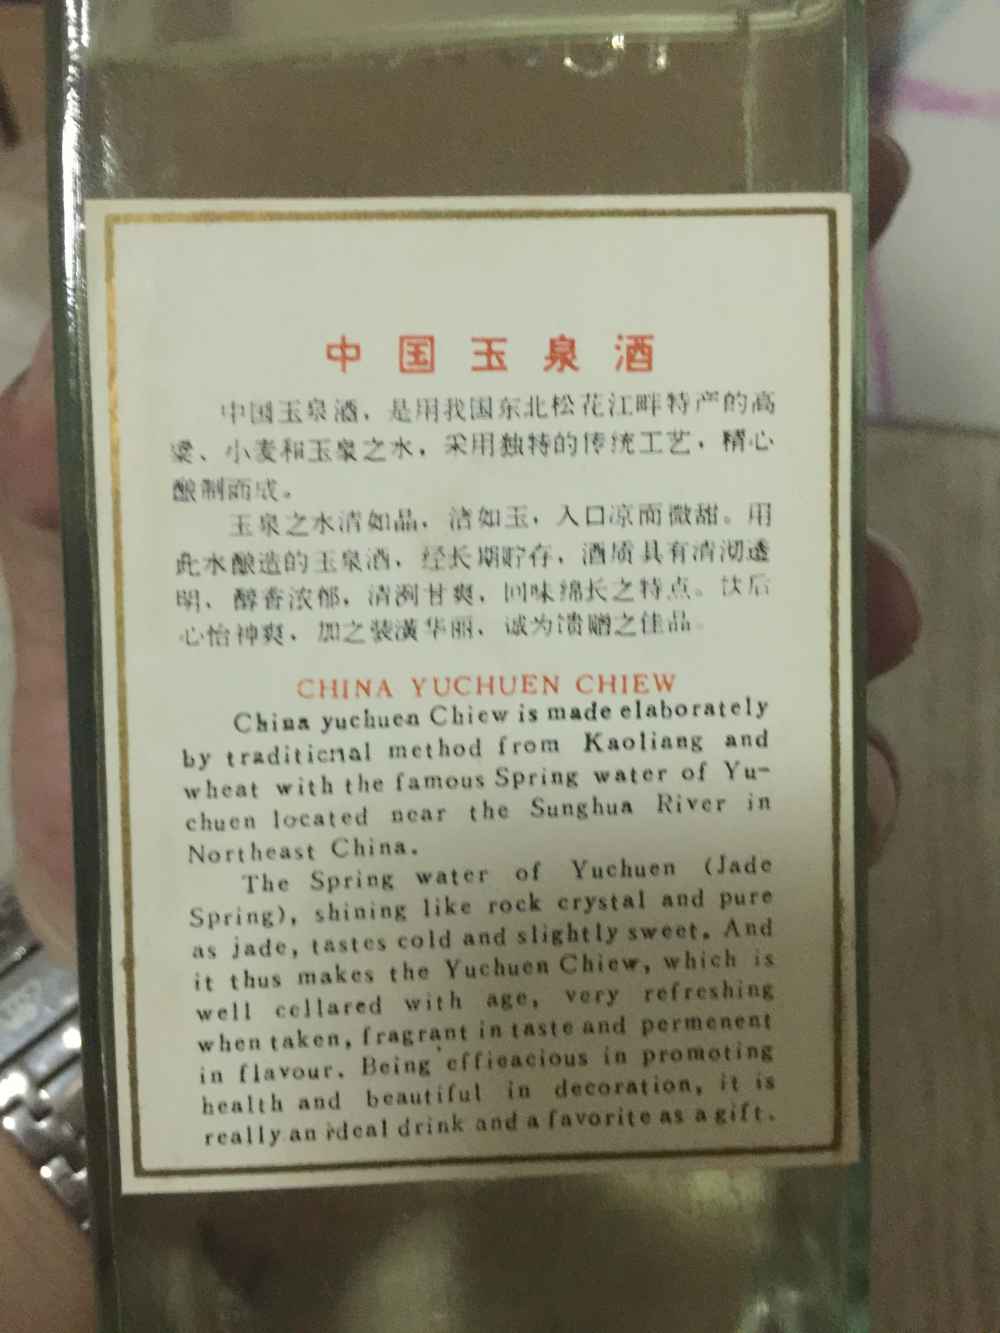 中国玉泉酒
中国玉泉酒，是用我国东北松花江畔特产的高
粱、小麦和玉泉之水，采用独特的传统工艺，精心
酿制而成。
玉泉之水清如晶，洁如玉，入口凉而微甜。用
此水酿造的玉泉酒，经长期贮存，酒质具有清沏透
明、醇香浓郁，清冽甘爽，回味绵长之特点。饮后
心怡神爽，加之装潢华丽，诚为馈赠之佳品。
CHINA YUCHUEN CHIEW
China yuchuen Chiew is made elaborately
by traditicnal method from Kaoliang and
wheat with the famous Spring water of Yu-
chuen located near the Sunghua River in
Northeast China.
The Spring water of Yuchuen (Jade
Spring), shining like rock crystal and pure
as jade, tastes cold and slightly sweet. And
it thus makes the Yuchuen Chiew, which is
well cellared with age, very refreshing
when taken, fragrant in taste and permenent
in flavour. Being efficacious in promoting
health and beautiful in decoration, it is
really an ideal drink and a favorite as a gift.